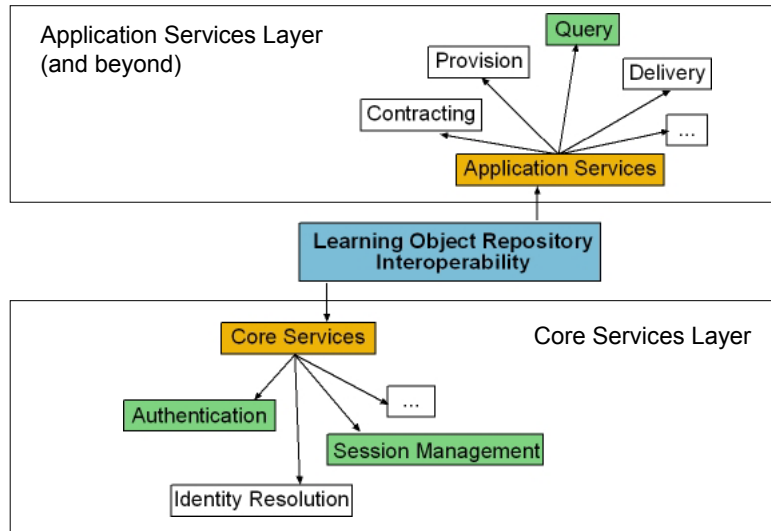 Application Services Layer
(and beyond)
Query
Provision
Delivery
Contracting
...
Application Services
Learning Object Repository
Interoperability
Core Services
Core Services Layer
...
Authentication
Session Management
Identity Resolution